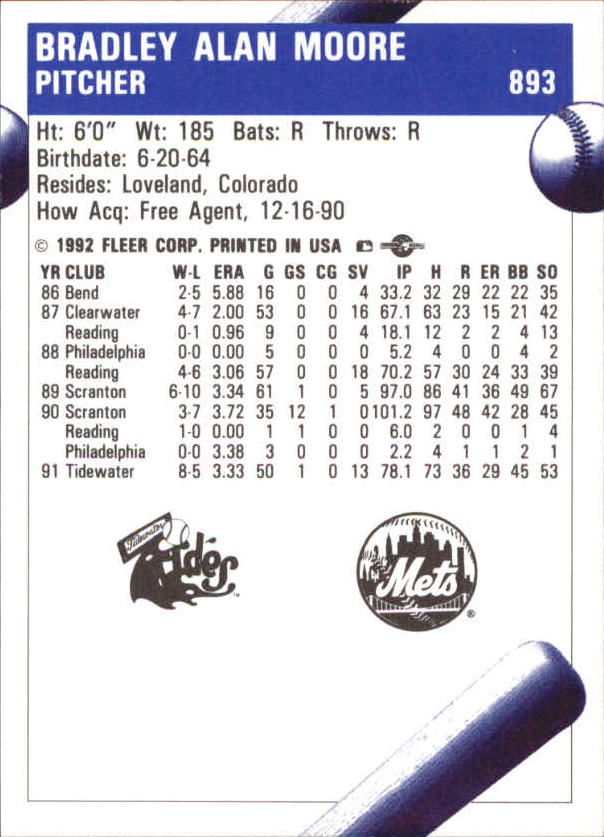 BRADLEY ALAN MOORE
PITCHER 893
Ht: 6'0" Wt: 185 Bats: R Throws: R
Birthdate: 6-20-64
Resides: Loveland, Colorado
How Acq: Free Agent, 12-16-90
© 1992 FLEER CORP. PRINTED IN USA
YR CLUB W-L ERA G GS CG SV IP H R ER BB SO
86 Bend 2-5 5.88 16 0 0 4 33.2 32 29 22 22 35
87 Clearwater 4-7 2.00 53 0 0 16 67.1 63 23 15 21 42
Reading 0-1 0.96 9 0 0 4 18.1 12 2 2 4 13
88 Philadelphia 0-0 0.00 5 0 0 0 5.2 4 0 0 4 2
Reading 4-6 3.06 57 0 0 18 70.2 57 30 24 33 39
89 Scranton 6-10 3.34 61 1 0 5 97.0 86 41 36 49 67
90 Scranton 3-7 3.72 35 12 1 0 101.2 97 48 42 28 45
Reading 1-0 0.00 1 1 0 0 6.0 2 0 0 1 4
Philadelphia 0-0 3.38 3 0 0 0 2.2 4 1 1 2 1
91 Tidewater 8-5 3.33 50 1 0 13 78.1 73 36 29 45 53
Tidewater
Tides ™
NY
Mets ®